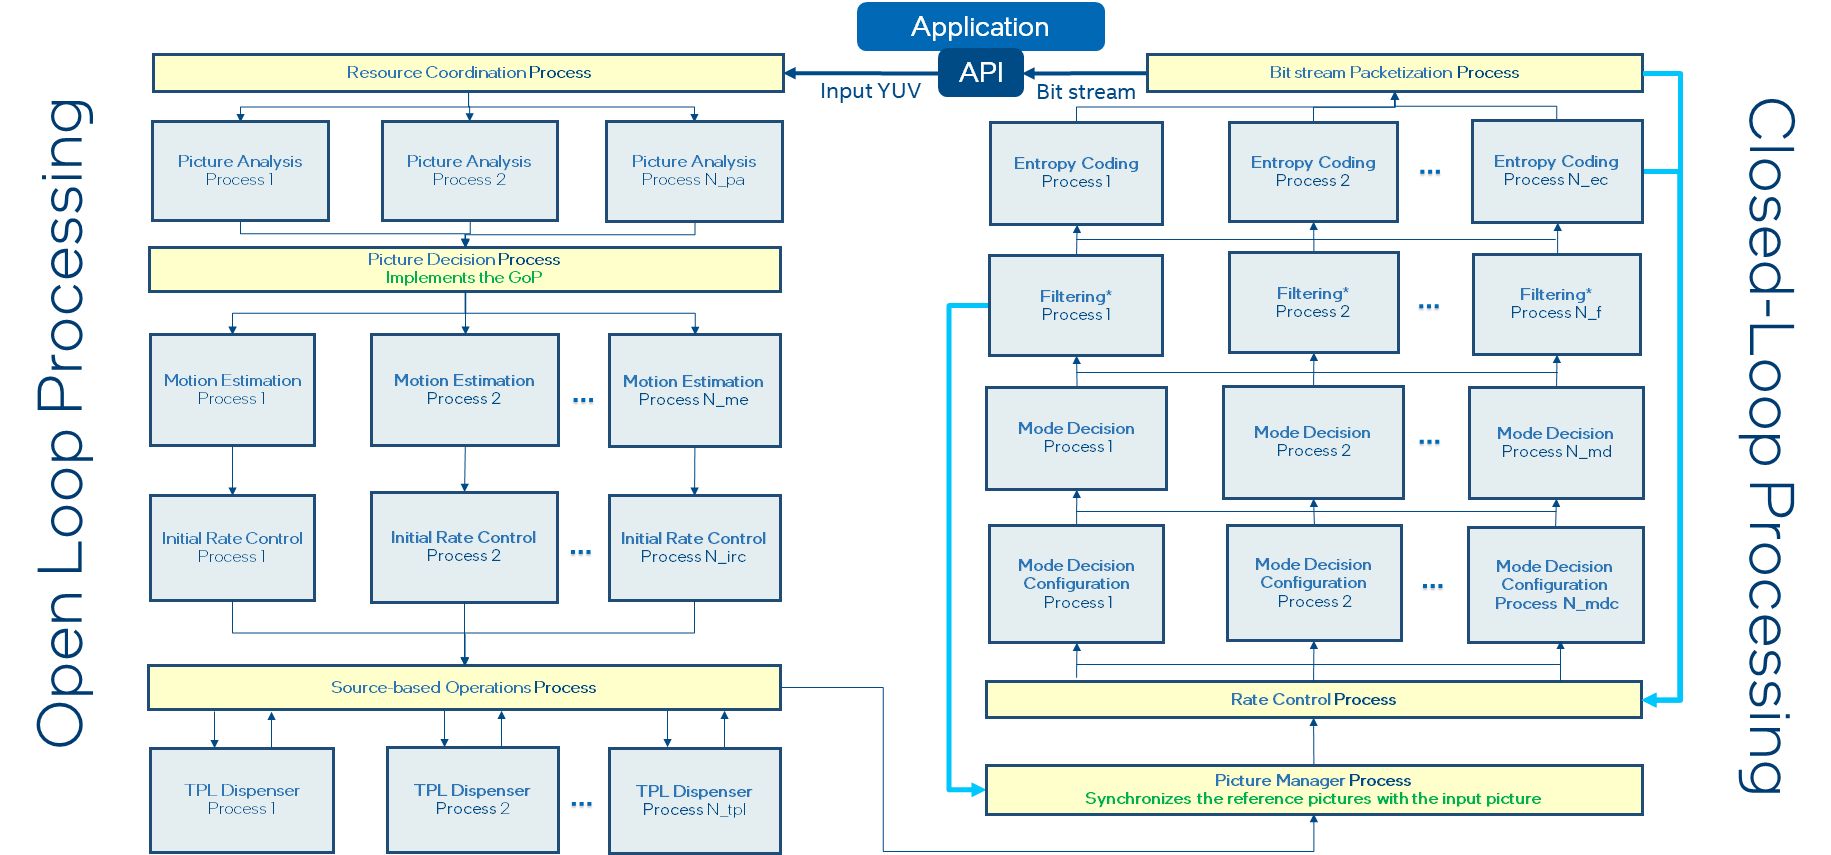 Application
API
Input YUV
Bit stream
Open Loop Processing
Resource Coordination Process
Picture Analysis
Process 1
Picture Analysis
Process 2
Picture Analysis
Process N_pa
Picture Decision Process
Implements the GoP
Motion Estimation
Process 1
Motion Estimation
Process 2
...
Motion Estimation
Process N_me
Initial Rate Control
Process 1
Initial Rate Control
Process 2
...
Initial Rate Control
Process N_irc
Source-based Operations Process
TPL Dispenser
Process 1
TPL Dispenser
Process 2
...
TPL Dispenser
Process N_tpl
Bit stream Packetization Process
Entropy Coding
Process 1
Entropy Coding
Process 2
...
Entropy Coding
Process N_ec
Filtering*
Process 1
Filtering*
Process 2
...
Filtering*
Process N_f
Mode Decision
Process 1
Mode Decision
Process 2
...
Mode Decision
Process N_md
Mode Decision
Configuration
Process 1
Mode Decision
Configuration
Process 2
...
Mode Decision
Configuration
Process N_mdc
Rate Control Process
Picture Manager Process
Synchronizes the reference pictures with the input picture
Closed-Loop Processing